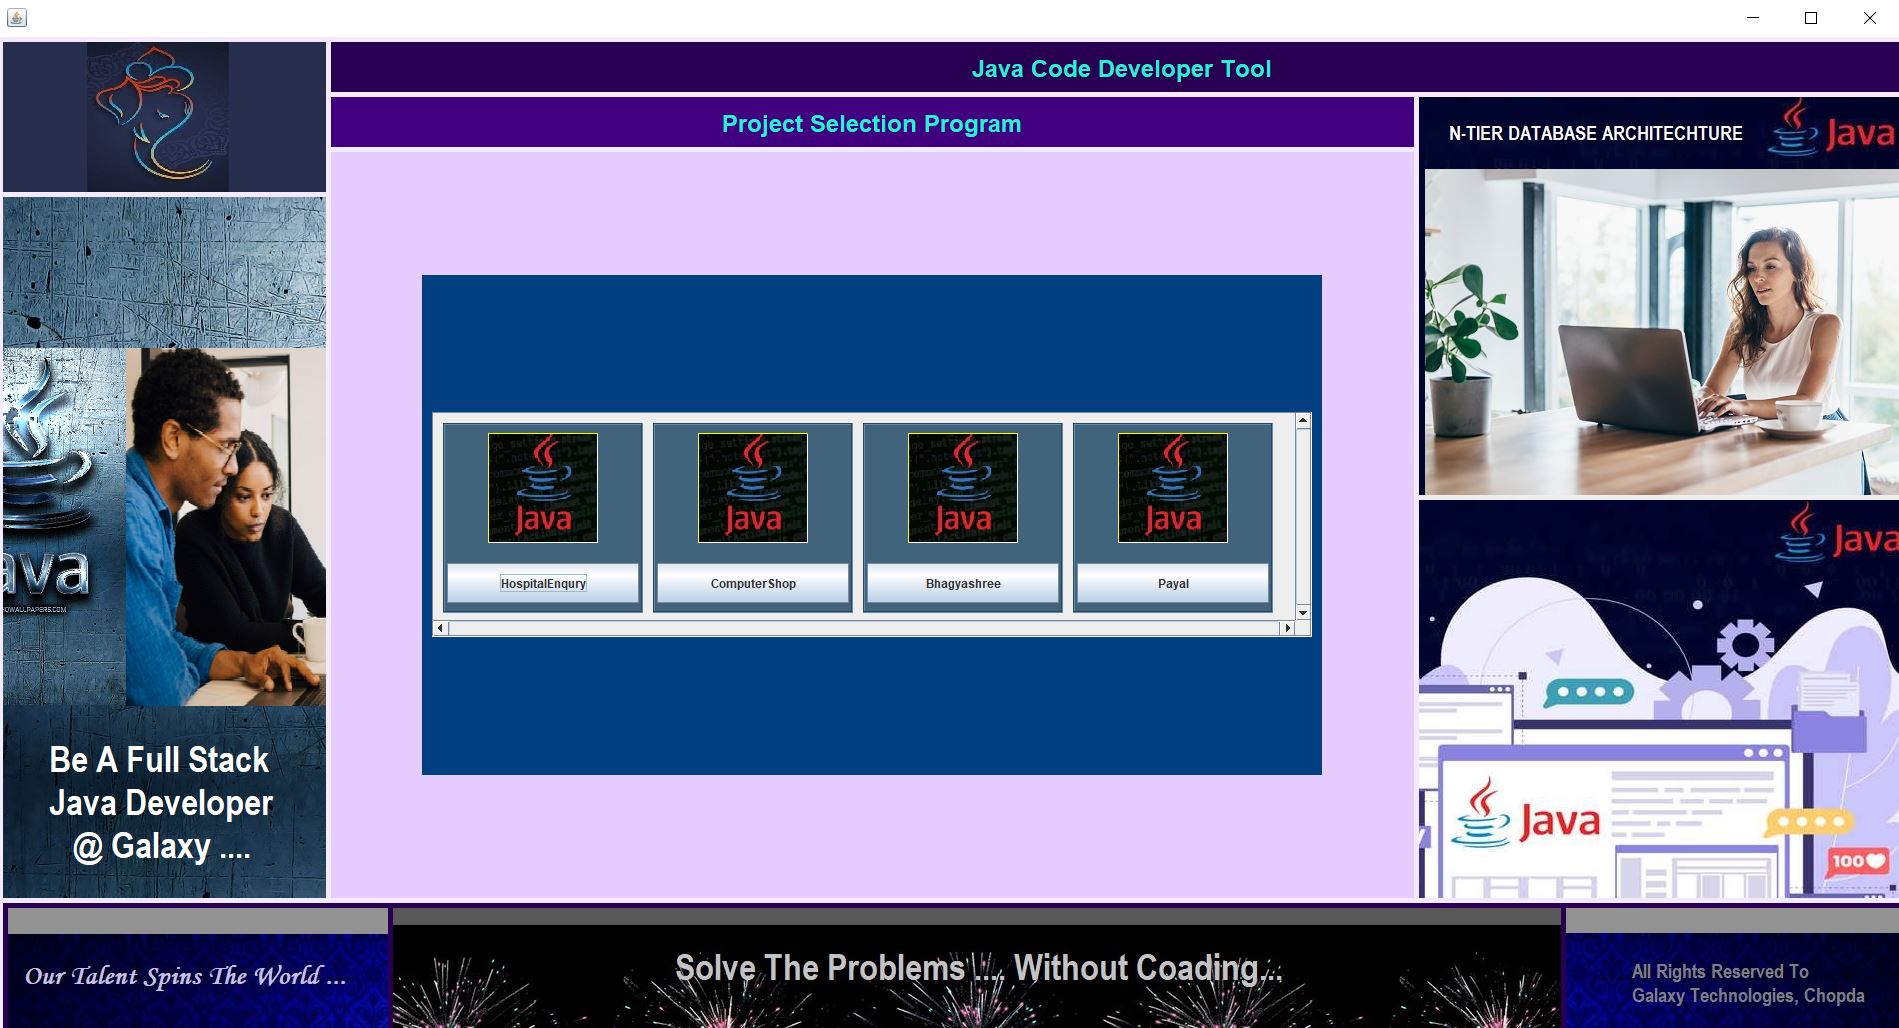 Java Code Developer Tool
Project Selection Program
N-TIER DATABASE ARCHITECHTURE
Java
Java
Java
Java
Java
HospitalEnqury
ComputerShop
Bhagyashree
Payal
ava
Be A Full Stack
Java Developer
@ Galaxy ....
Java
Java
100
Our Talent Spins The World ...
Solve The Problems .... Without Coading...
All Rights Reserved To
Galaxy Technologies, Chopda